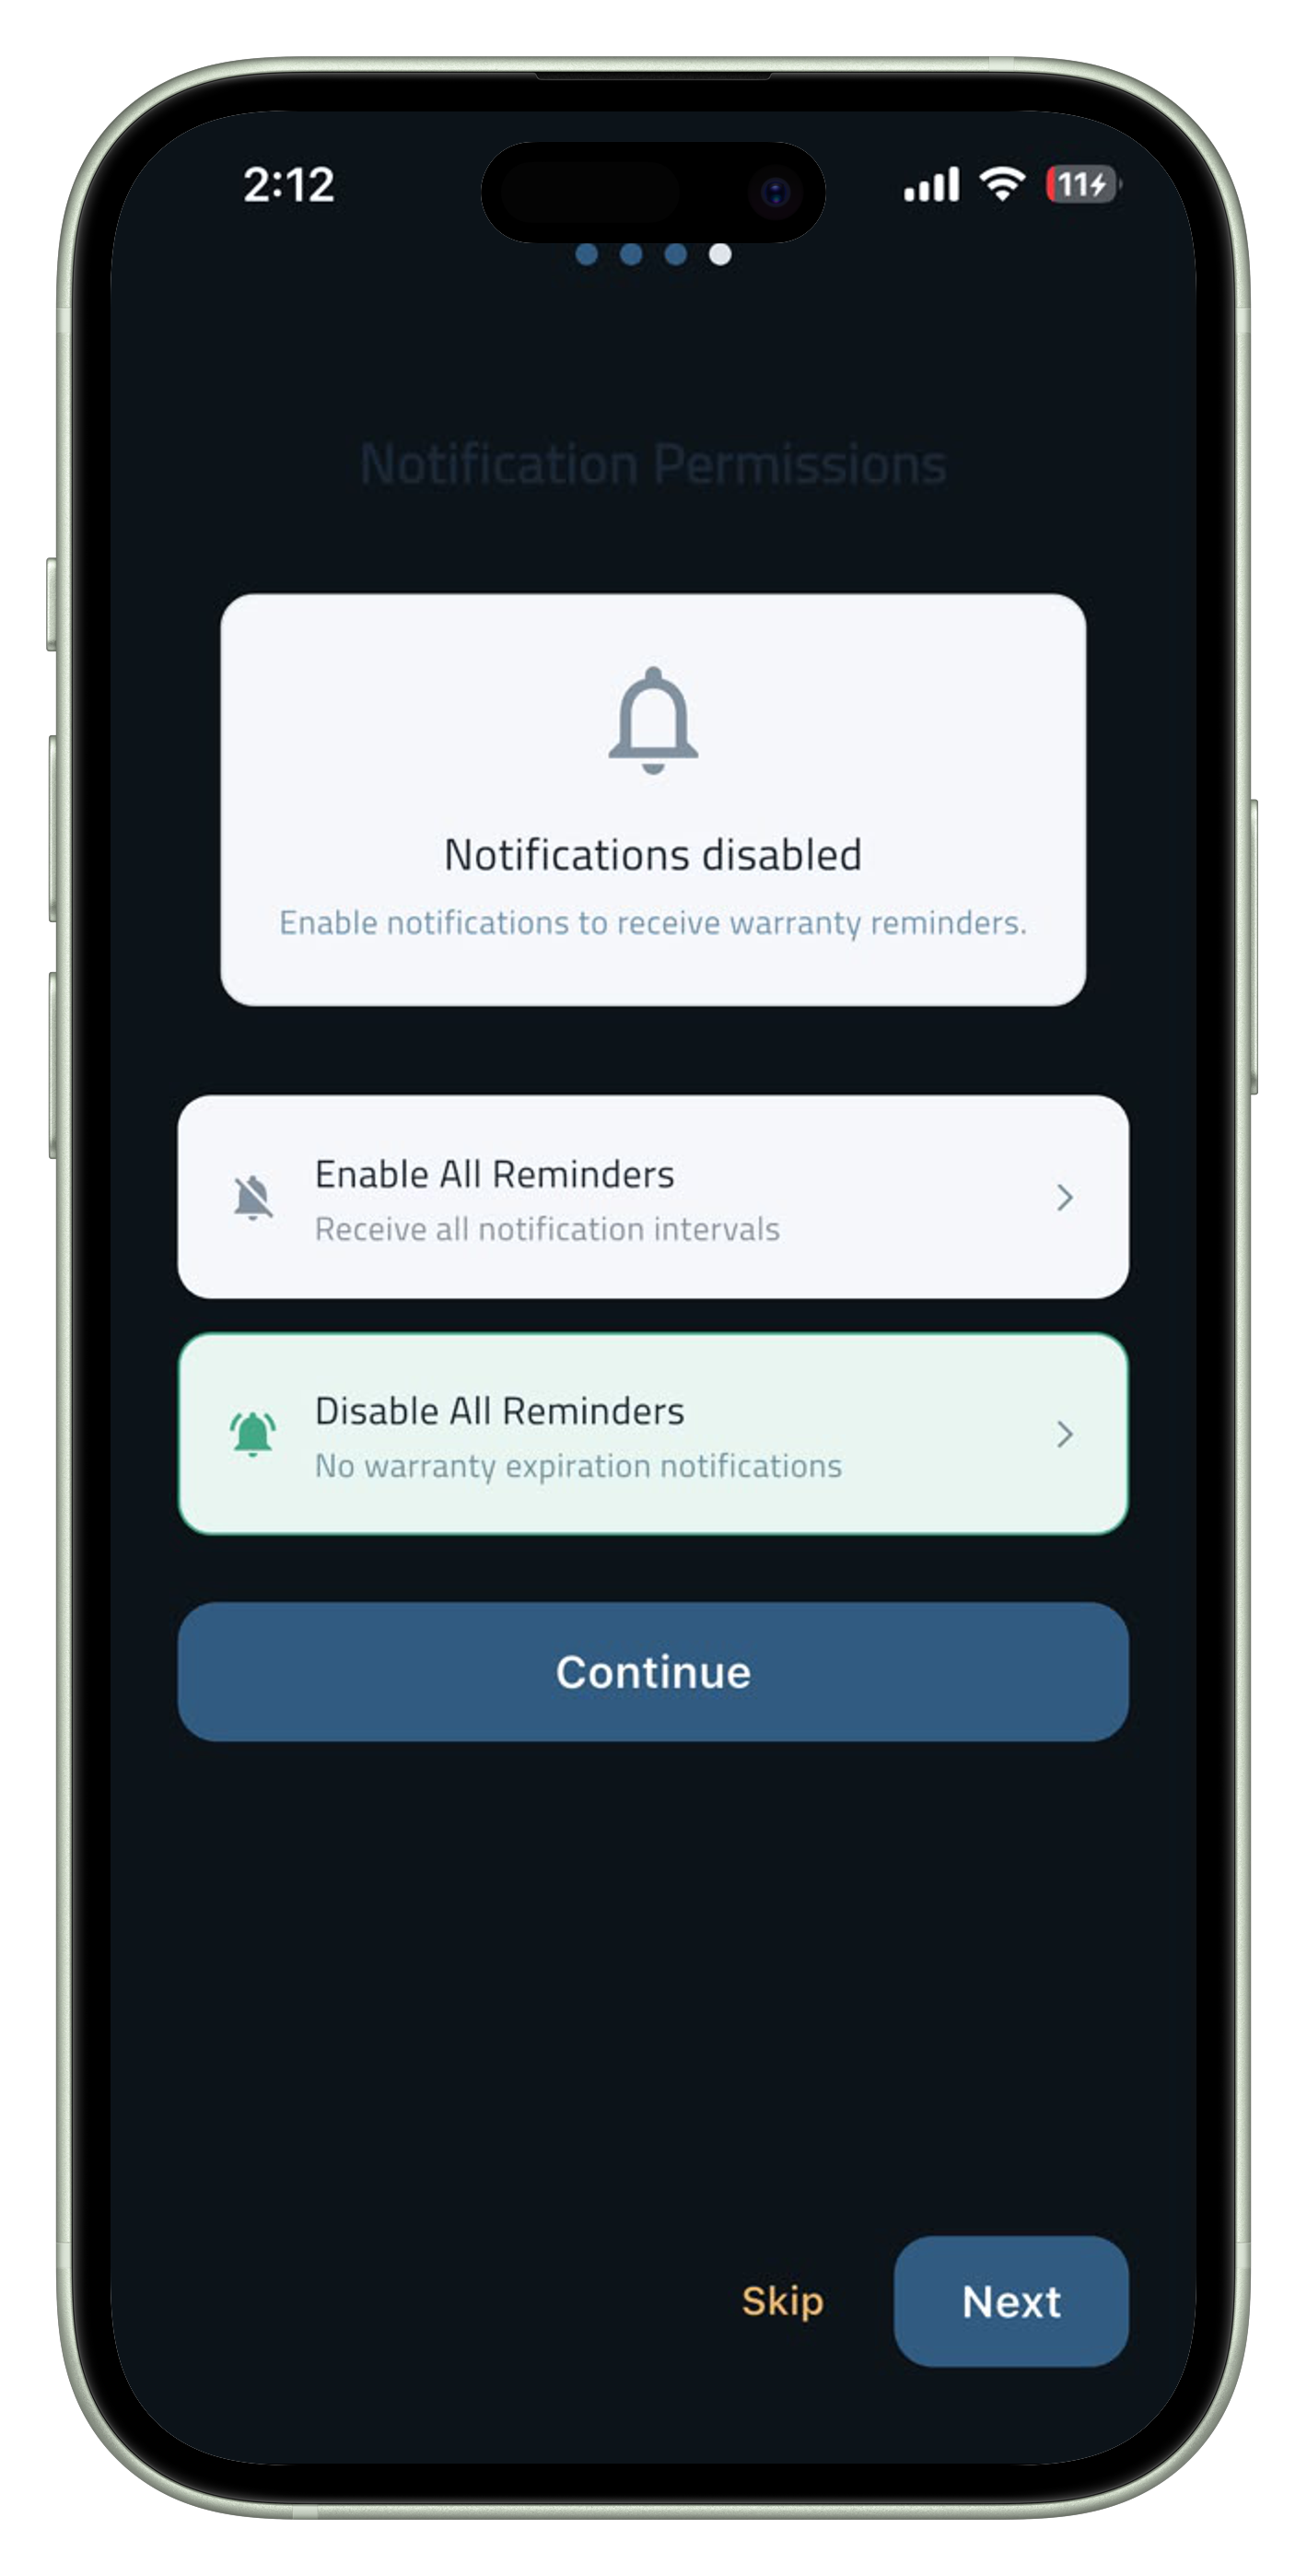 2:12
11
Notification Permissions
Notifications disabled
Enable notifications to receive warranty reminders.
Enable All Reminders
Receive all notification intervals
Disable All Reminders
No warranty expiration notifications
Continue
Skip
Next